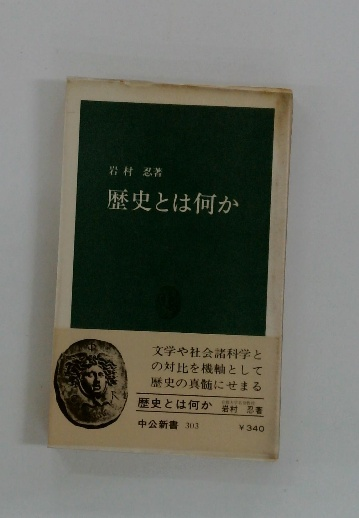 岩村 忍著
歴史とは何か
文学や社会諸科学と
の対比を機軸として
歴史の真髄にせまる
歴史とは何か
岩村 忍著
中公新書 303
￥340